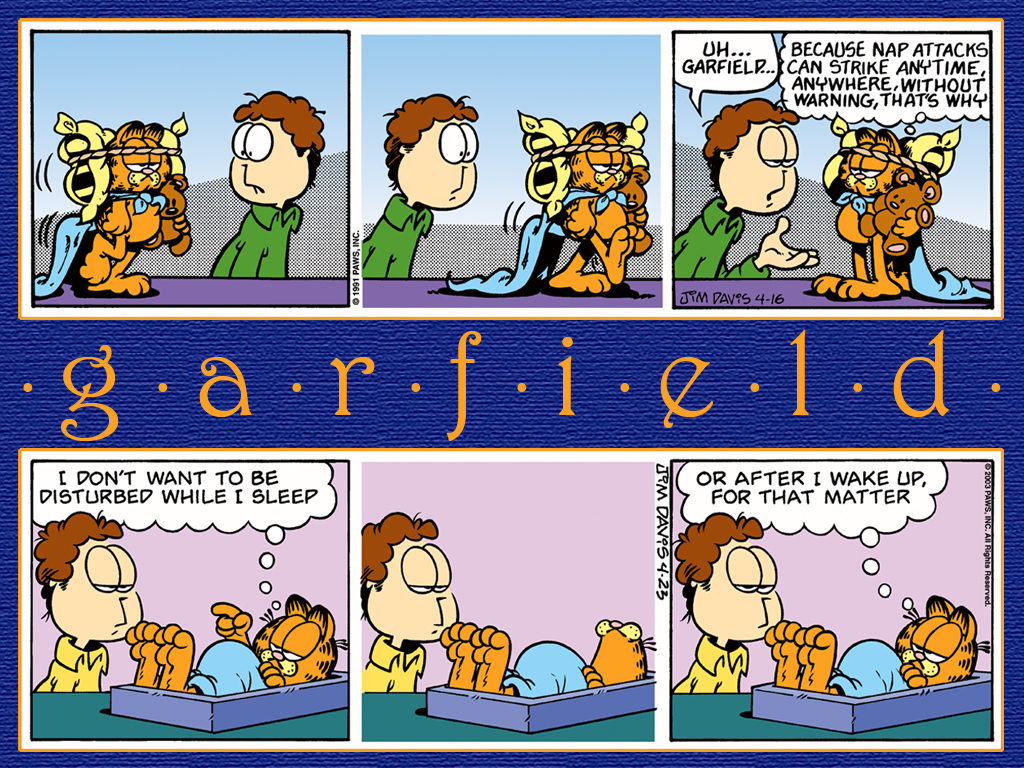 UH...
GARFIELD...
BECAUSE NAP ATTACKS
CAN STRIKE ANYTIME,
ANYWHERE, WITHOUT
WARNING, THAT'S WHY
© 1991 PAWS, INC.
JIM DAVIS 4-16
· g · a · r · f · i · e · l · d ·
I DON'T WANT TO BE
DISTURBED WHILE I SLEEP
JIM DAVIS 4-23
OR AFTER I WAKE UP,
FOR THAT MATTER
© 2003 PAWS, INC. All Rights Reserved.